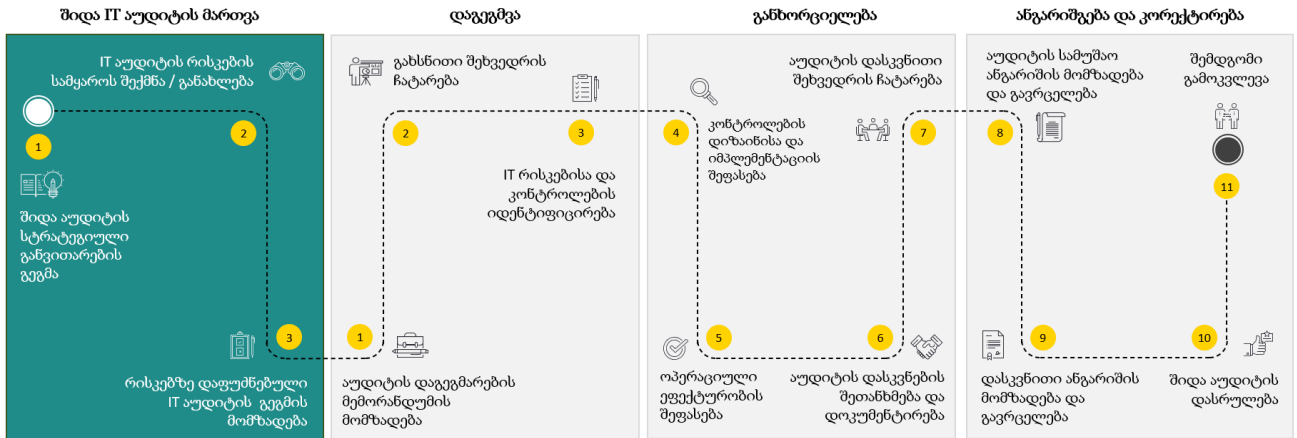 შიდა IT აუდიტის მართვა
IT აუდიტის რისკების
სამყაროს შექმნა / განახლება
1
2
შიდა აუდიტის
სტრატეგიული
განვითარების
გეგმა
3
რისკებზე დაფუძნებული
IT აუდიტის გეგმის
მომზადება
დაგეგმვა
გახსნითი შეხვედრის
ჩატარება
2
3
IT რისკებისა და
კონტროლების
იდენტიფიცირება
1
აუდიტის დაგეგმარების
მემორანდუმის
მომზადება
განხორციელება
აუდიტის დასკვნითი
შეხვედრის ჩატარება
4
კონტროლების
დიზაინისა და
იმპლემენტაციის
შეფასება
7
5
6
ოპერაციული
ეფექტურობის
შეფასება
აუდიტის დასკვნების
შეთანხმება და
დოკუმენტირება
ანგარიშგება და კორექტირება
აუდიტის სამუშაო
ანგარიშის მომზადება
და გავრცელება
შემდგომი
გამოკვლევა
8
11
9
10
დასკვნითი ანგარიშის
მომზადება და
გავრცელება
შიდა აუდიტის
დასრულება